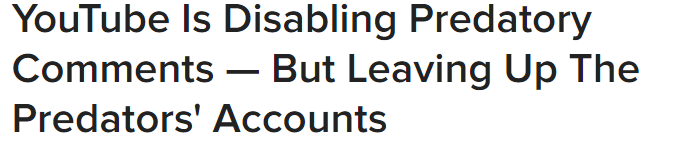 YouTube Is Disabling Predatory
Comments — But Leaving Up The
Predators' Accounts